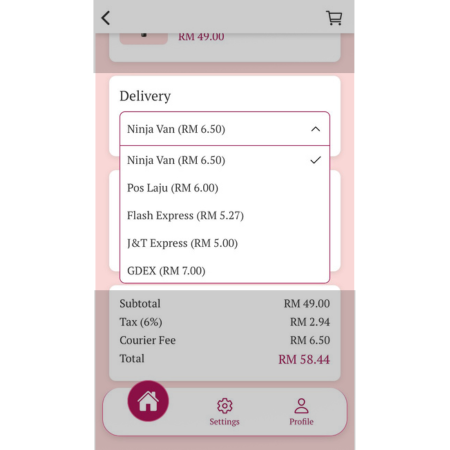 RM 49.00
Delivery
Ninja Van (RM 6.50)
Ninja Van (RM 6.50)
Pos Laju (RM 6.00)
Flash Express (RM 5.27)
J&T Express (RM 5.00)
GDEX (RM 7.00)
Subtotal RM 49.00
Tax (6%) RM 2.94
Courier Fee RM 6.50
Total RM 58.44
Settings Profile